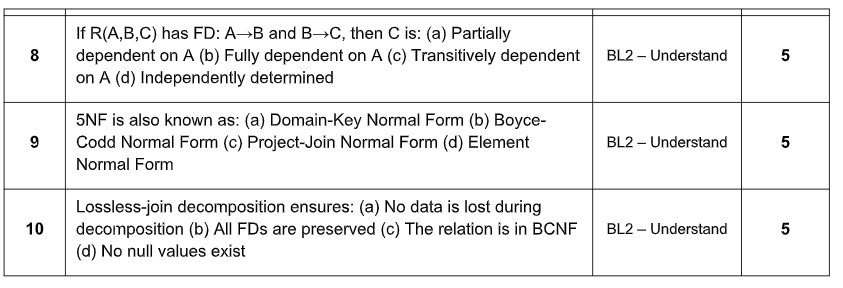 8
If R(A,B,C) has FD: A→B and B→C, then C is: (a) Partially
dependent on A (b) Fully dependent on A (c) Transitively dependent
on A (d) Independently determined
BL2 – Understand
5
9
5NF is also known as: (a) Domain-Key Normal Form (b) Boyce-
Codd Normal Form (c) Project-Join Normal Form (d) Element
Normal Form
BL2 – Understand
5
10
Lossless-join decomposition ensures: (a) No data is lost during
decomposition (b) All FDs are preserved (c) The relation is in BCNF
(d) No null values exist
BL2 – Understand
5